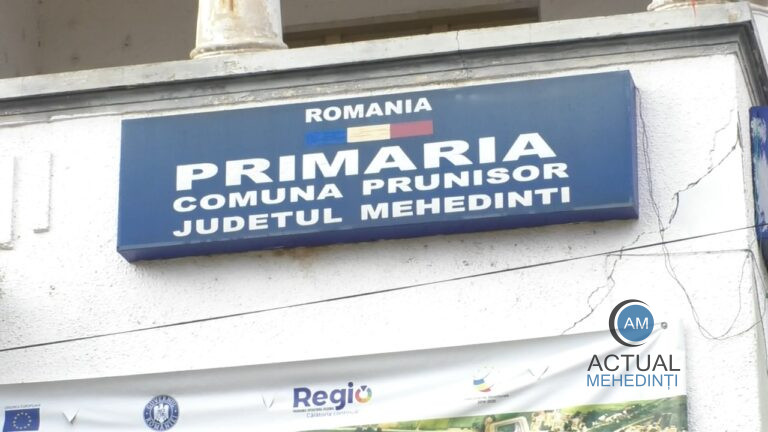 ROMANIA
PRIMARIA
COMUNA PRUNISOR
JUDETUL MEHEDINTI
AM
ACTUAL
MEHEDINȚI
Regio